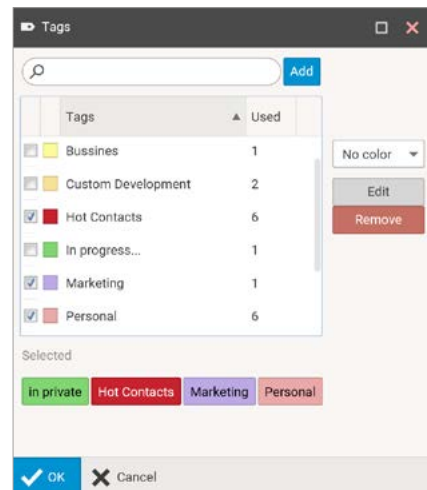 Tags
Add
Tags Used
Bussines 1
Custom Development 2
Hot Contacts 6
In progress... 1
Marketing 1
Personal 6
No color
Edit
Remove
Selected
in private Hot Contacts Marketing Personal
OK Cancel